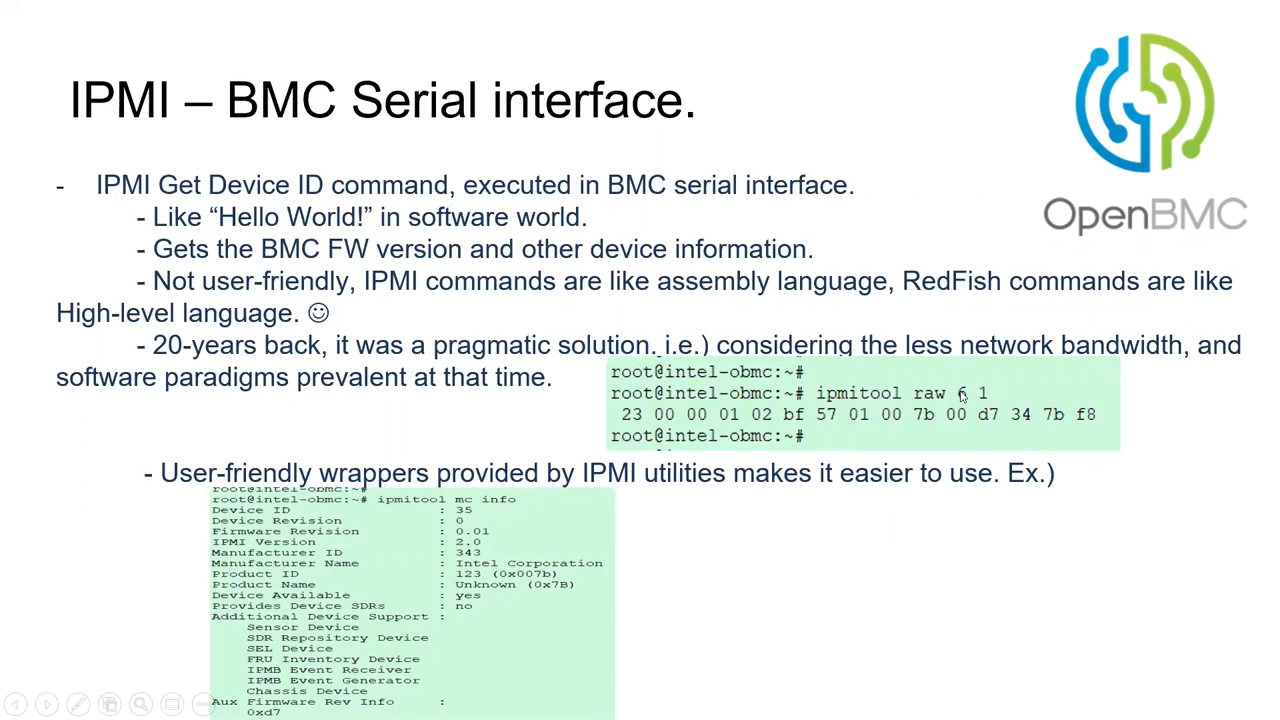 IPMI – BMC Serial interface.
OpenBMC
- IPMI Get Device ID command, executed in BMC serial interface.
- Like “Hello World!” in software world.
- Gets the BMC FW version and other device information.
- Not user-friendly, IPMI commands are like assembly language, RedFish commands are like
High-level language. ☺
- 20-years back, it was a pragmatic solution. i.e.) considering the less network bandwidth, and
software paradigms prevalent at that time.
root@intel-obmc:~#
root@intel-obmc:~# ipmitool raw 6 1
23 00 00 01 02 bf 57 01 00 7b 00 d7 34 7b f8
root@intel-obmc:~#
- User-friendly wrappers provided by IPMI utilities makes it easier to use. Ex.)
root@intel-obmc:~#
root@intel-obmc:~# ipmitool mc info
Device ID : 35
Device Revision : 0
Firmware Revision : 0.01
IPMI Version : 2.0
Manufacturer ID : 343
Manufacturer Name : Intel Corporation
Product ID : 123 (0x007b)
Product Name : Unknown (0x7B)
Device Available : yes
Provides Device SDRs : no
Additional Device Support :
Sensor Device
SDR Repository Device
SEL Device
FRU Inventory Device
IPMB Event Receiver
IPMB Event Generator
Chassis Device
Aux Firmware Rev Info :
0xd7